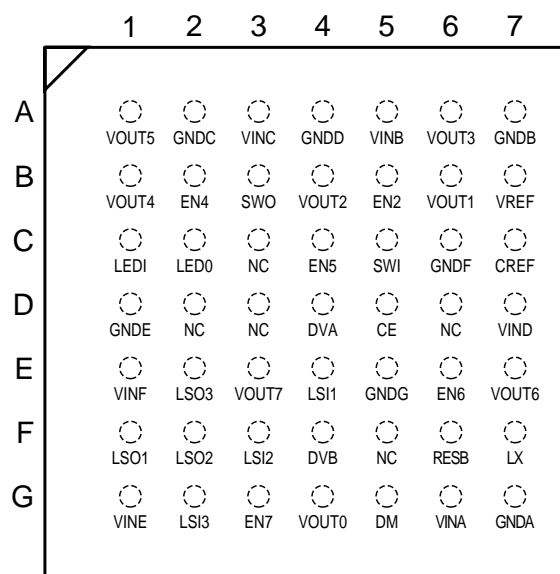 1 2 3 4 5 6 7
A
VOUT5 GNDC VINC GNDD VINB VOUT3 GNDB
B
VOUT4 EN4 SWO VOUT2 EN2 VOUT1 VREF
C
LEDI LED0 NC EN5 SWI GNDF CREF
D
GNDE NC NC DVA CE NC VIND
E
VINF LSO3 VOUT7 LSI1 GNDG EN6 VOUT6
F
LSO1 LSO2 LSI2 DVB NC RESB LX
G
VINE LSI3 EN7 VOUT0 DM VINA GNDA